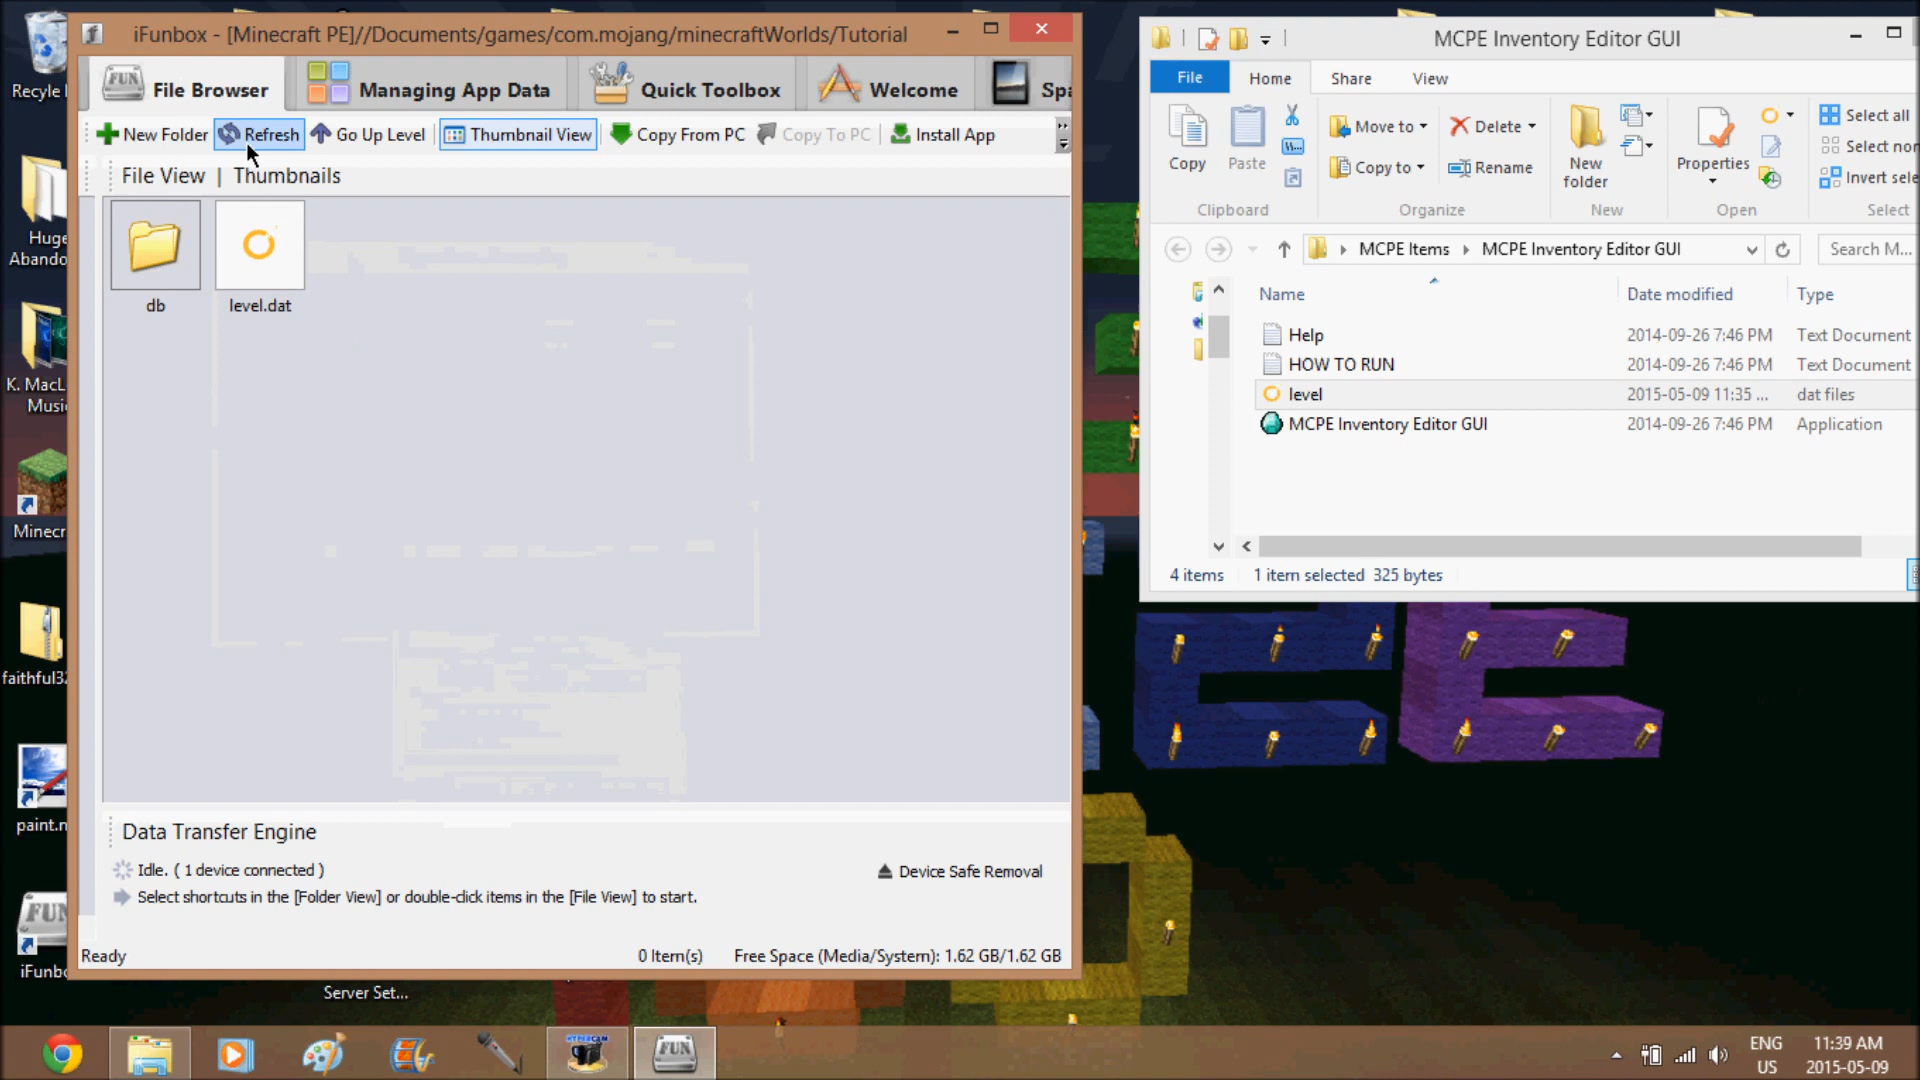 Recycle
Huge
Abando
K. MacL
Music
Minecr
faithful32
paint.n
iFunbo
Server Set...
iFunbox - [Minecraft PE]//Documents/games/com.mojang/minecraftWorlds/Tutorial
FUN File Browser
Managing App Data
Quick Toolbox
Welcome
Spa
New Folder Refresh Go Up Level Thumbnail View Copy From PC Copy To PC Install App
File View | Thumbnails
db
level.dat
Data Transfer Engine
Idle. ( 1 device connected )
Device Safe Removal
Select shortcuts in the [Folder View] or double-click items in the [File View] to start.
Ready
0 Item(s)
Free Space (Media/System): 1.62 GB/1.62 GB
MCPE Inventory Editor GUI
File Home Share View
Copy
Paste
Move to
Copy to
Delete
Rename
New
folder
Properties
Select all
Select non
Invert sele
Clipboard
Organize
New
Open
Select
MCPE Items
MCPE Inventory Editor GUI
Search M...
Name Date modified Type
Help 2014-09-26 7:46 PM Text Document
HOW TO RUN 2014-09-26 7:46 PM Text Document
level 2015-05-09 11:35 ... dat files
MCPE Inventory Editor GUI 2014-09-26 7:46 PM Application
4 items 1 item selected 325 bytes
HYPERCAM
FUN
ENG
US
11:39 AM
2015-05-09